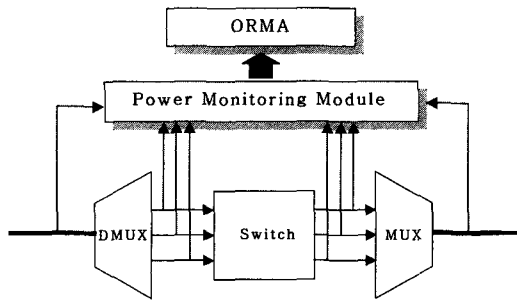 ORMA
Power Monitoring Module
DMUX
Switch
MUX